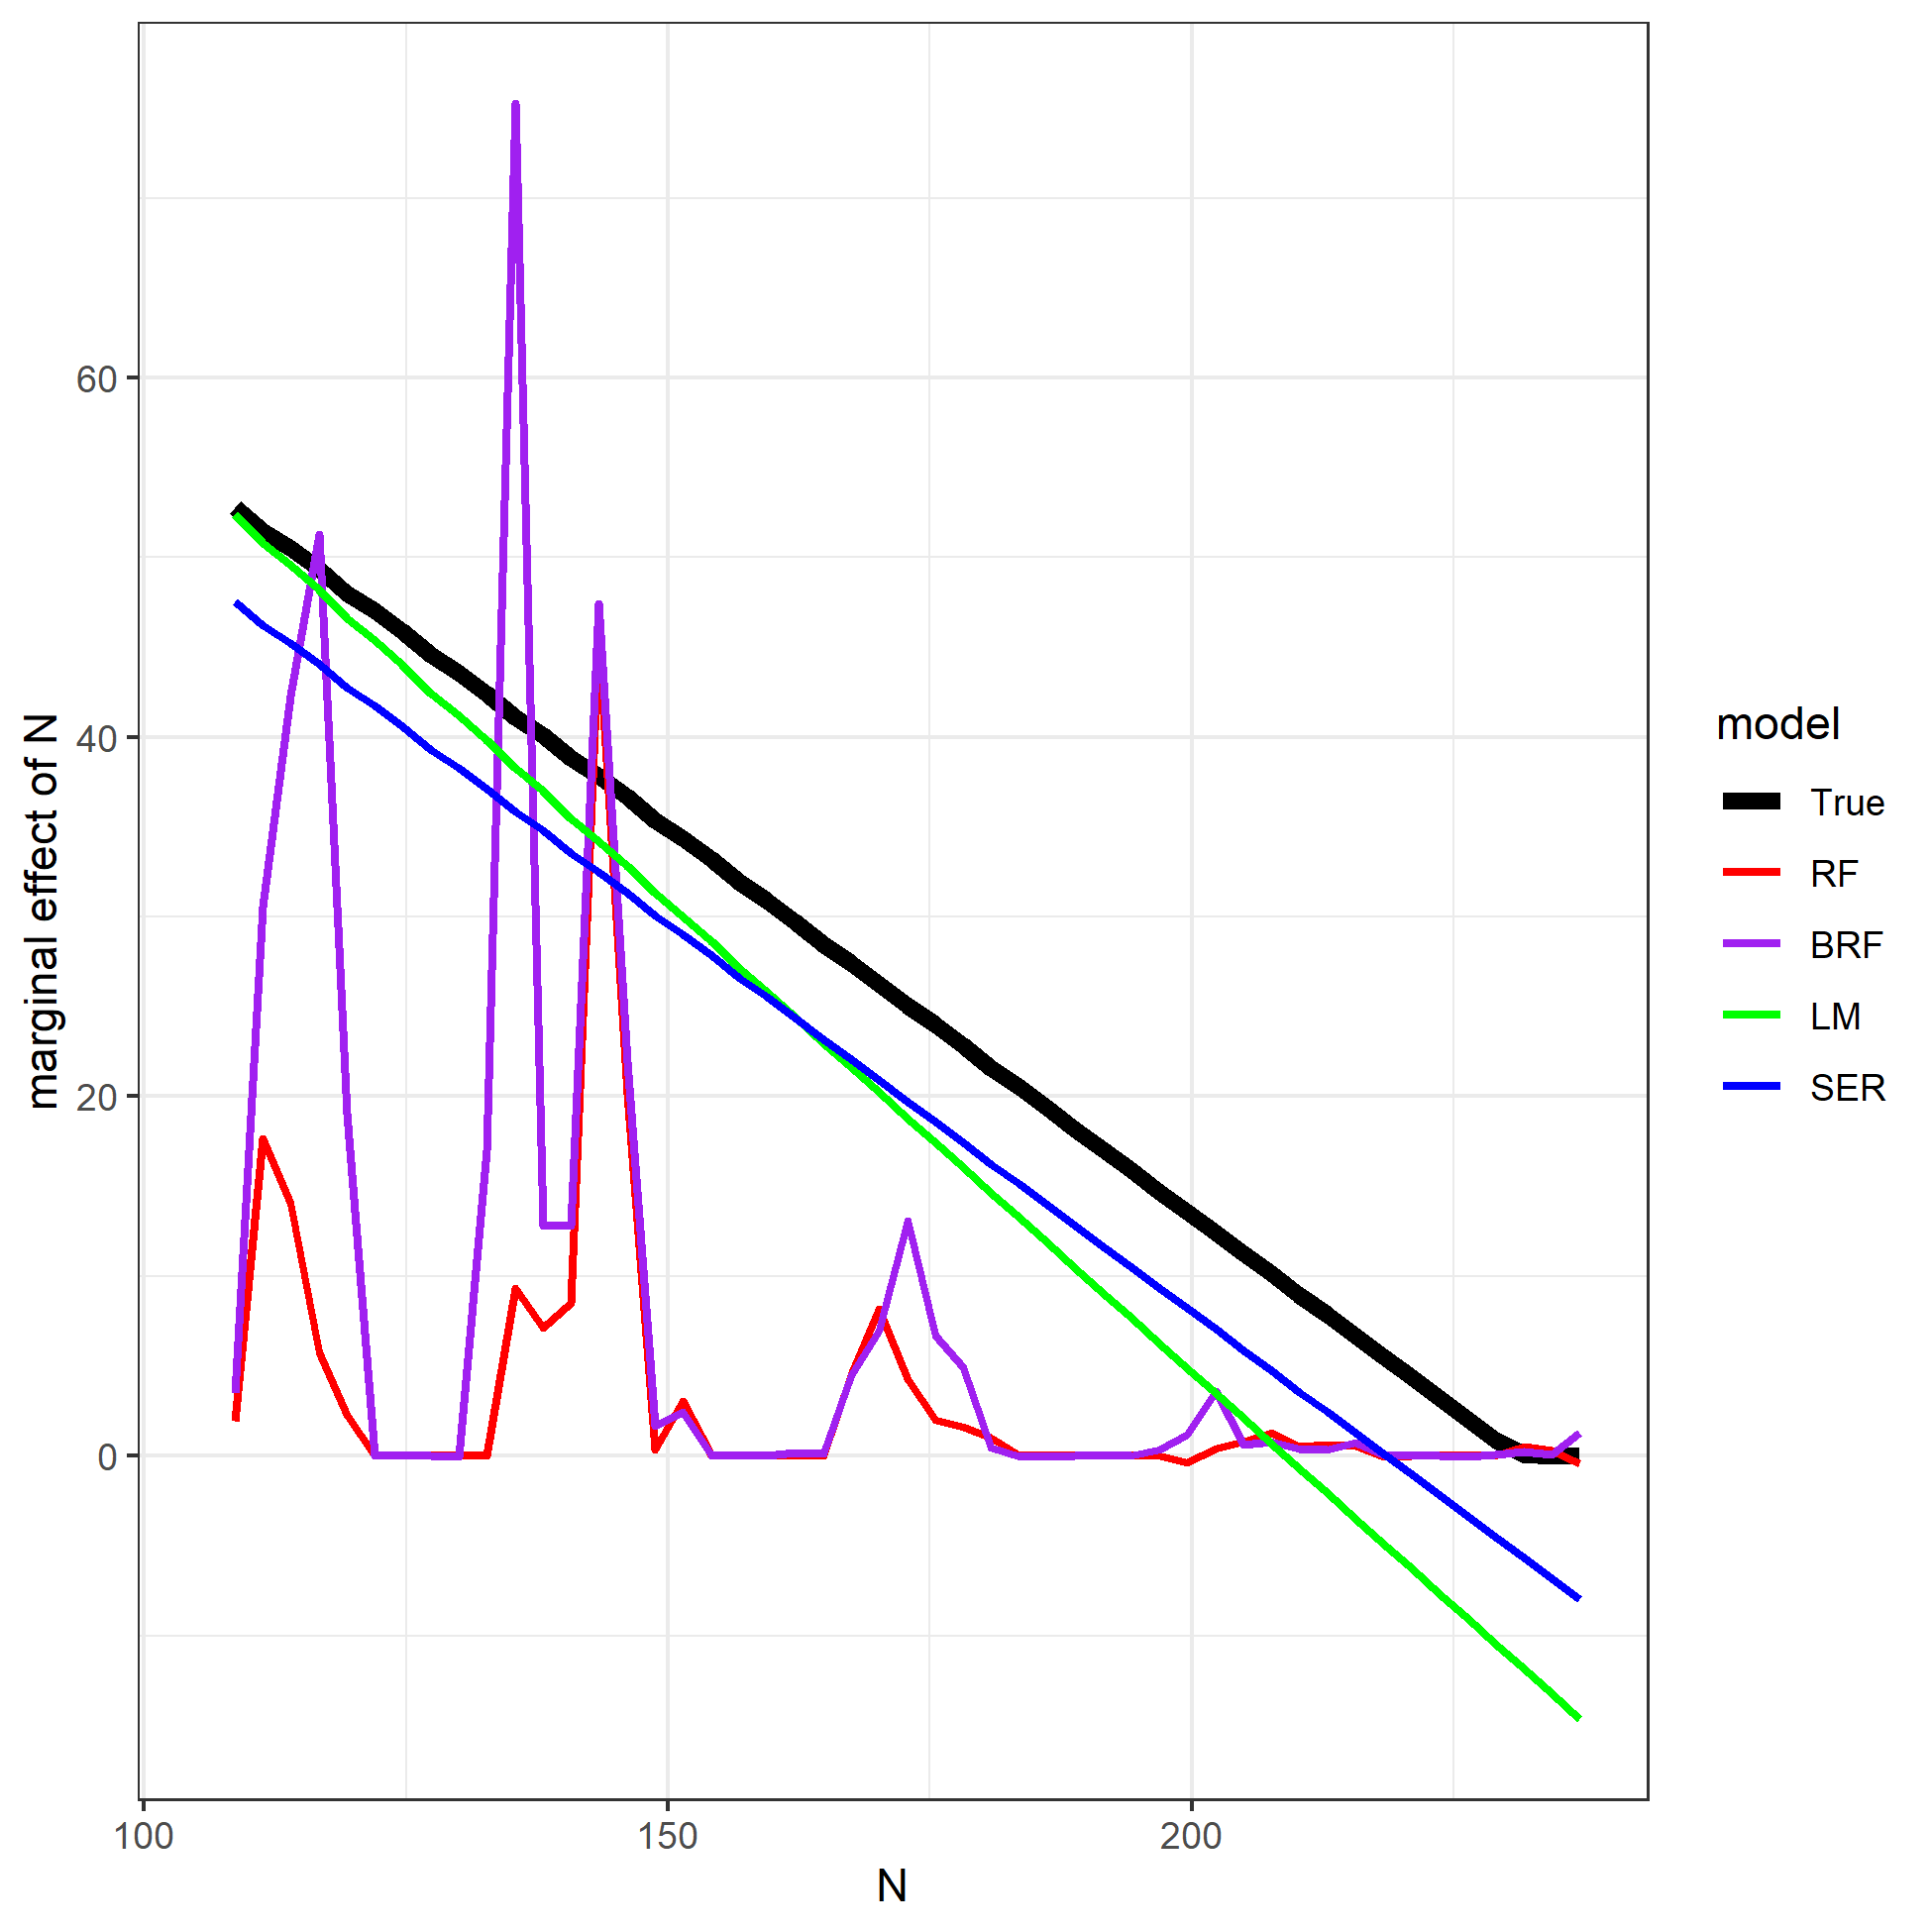 marginal effect of N
60
40
20
0
100
150
200
N
model
True
RF
BRF
LM
SER